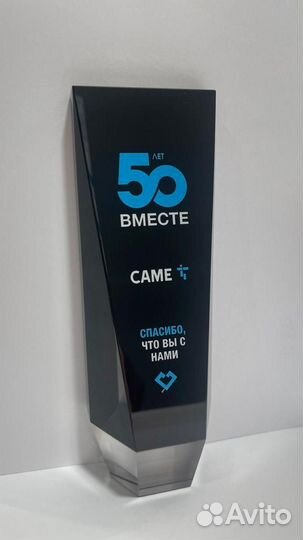 ЛЕТ
50
ВМЕСТЕ
CAME
СПАСИБО,
ЧТО ВЫ С
НАМИ
Avito